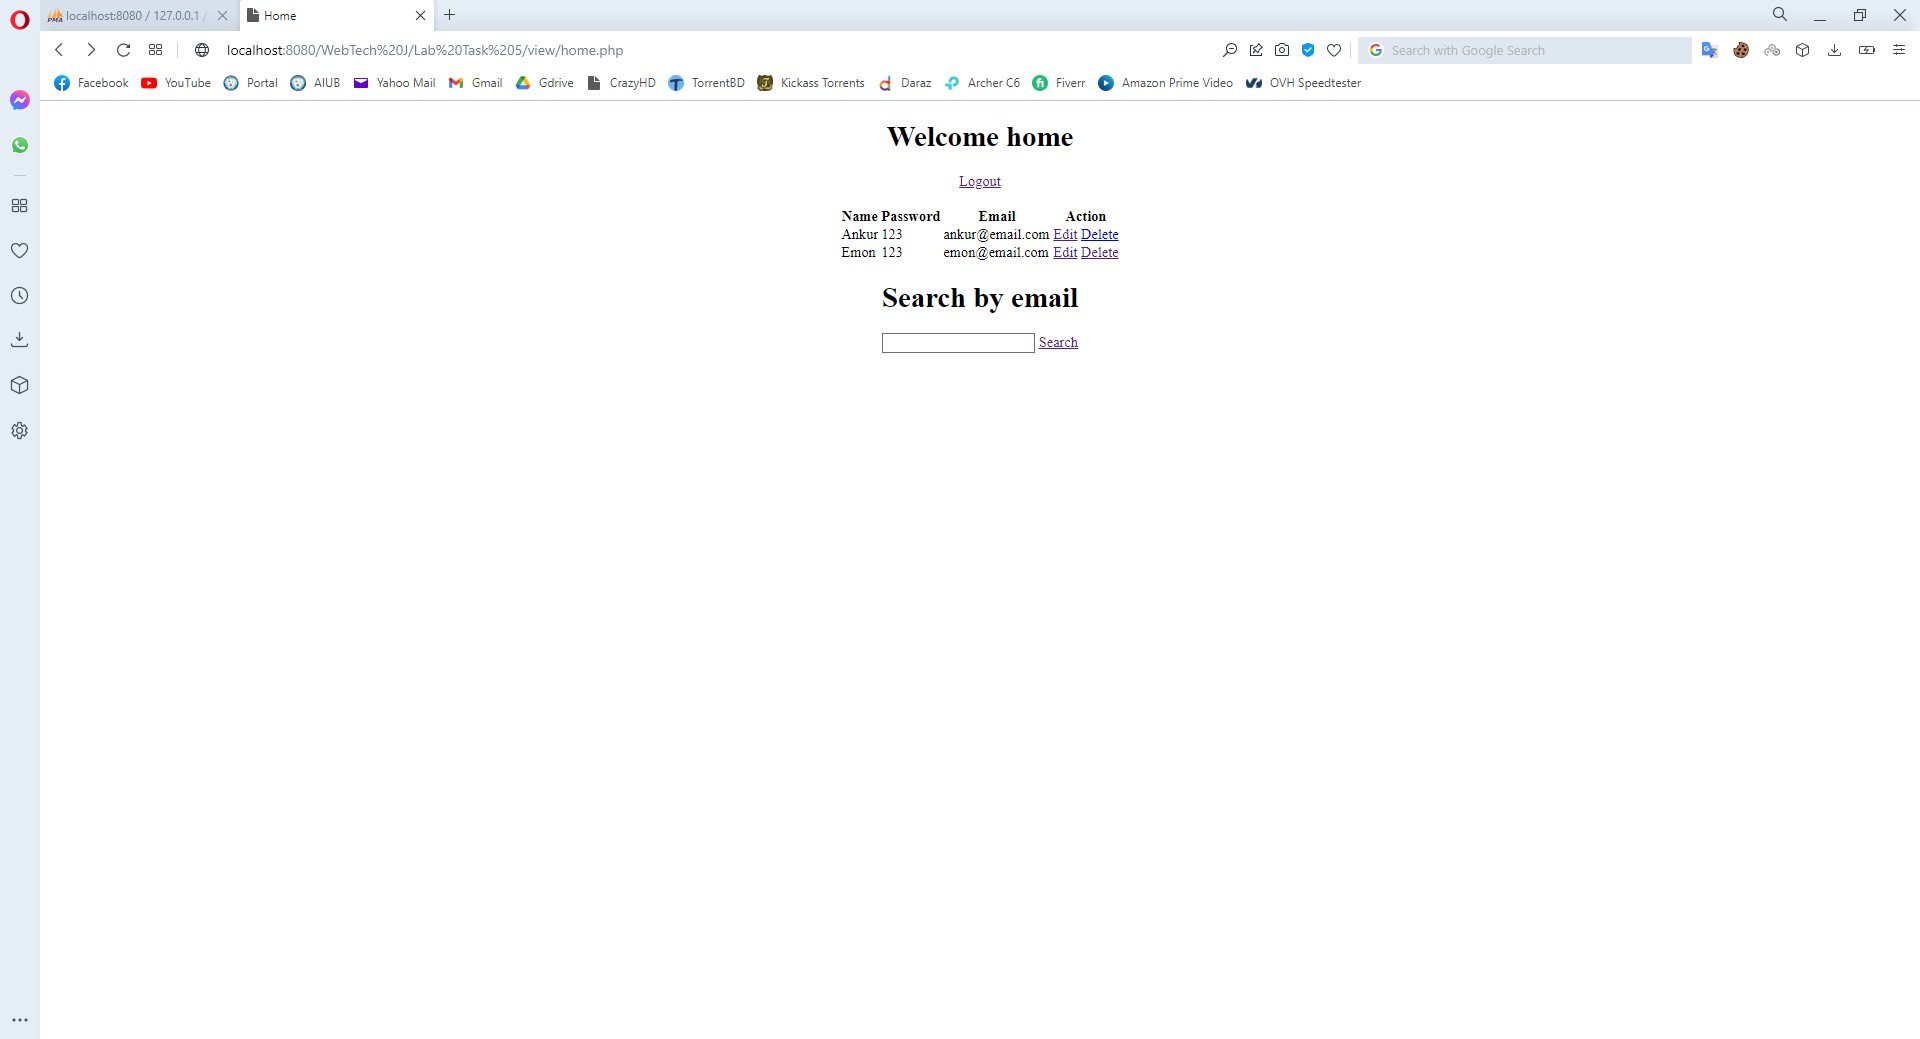 localhost:8080 / 127.0.0.1 /
Home
localhost:8080/WebTech%20J/Lab%20Task%205/view/home.php
Search with Google Search
Facebook YouTube Portal AIUB Yahoo Mail Gmail Gdrive CrazyHD TorrentBD Kickass Torrents Daraz Archer C6 Fiverr Amazon Prime Video OVH Speedtester
Welcome home
Logout
Name Password Email Action
Ankur 123 ankur@email.com Edit Delete
Emon 123 emon@email.com Edit Delete
Search by email
Search